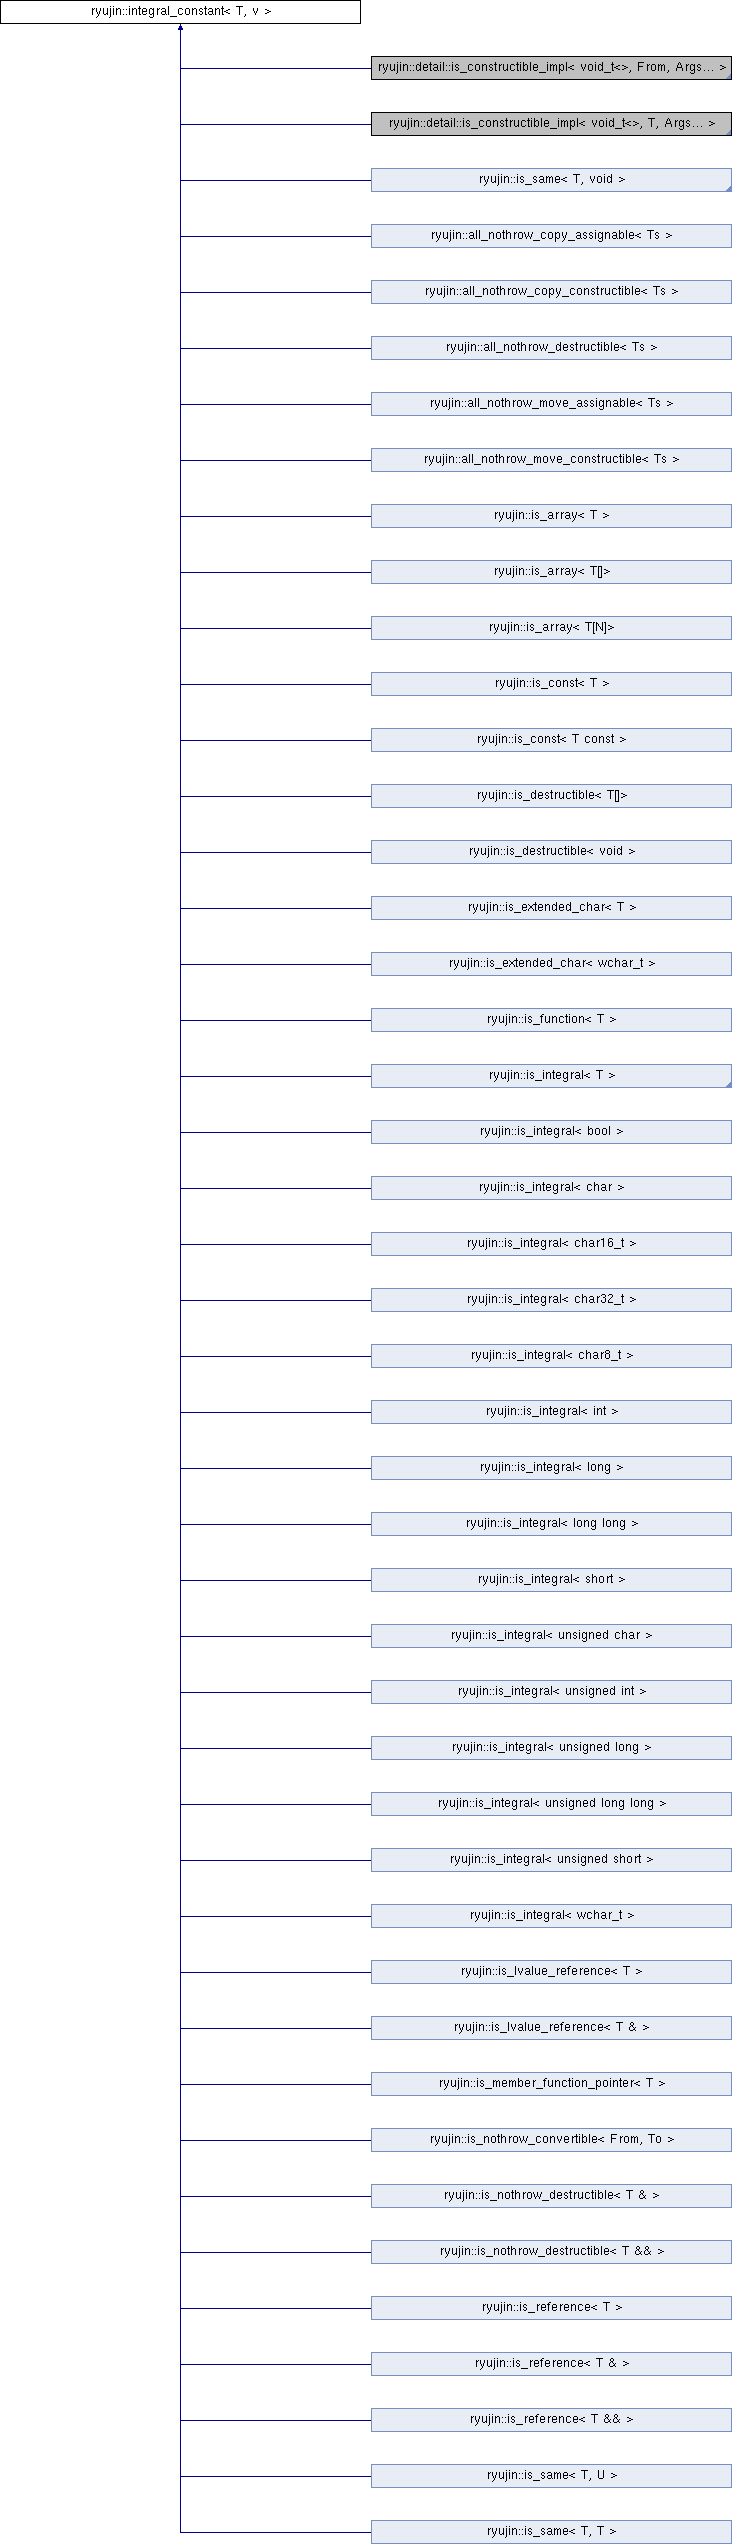 ryujin::integral_constant< T, v >
ryujin::detail::is_constructible_impl< void_t<>, From, Args... >
ryujin::detail::is_constructible_impl< void_t<>, T, Args... >
ryujin::is_same< T, void >
ryujin::all_nothrow_copy_assignable< Ts >
ryujin::all_nothrow_copy_constructible< Ts >
ryujin::all_nothrow_destructible< Ts >
ryujin::all_nothrow_move_assignable< Ts >
ryujin::all_nothrow_move_constructible< Ts >
ryujin::is_array< T >
ryujin::is_array< T[]>
ryujin::is_array< T[N]>
ryujin::is_const< T >
ryujin::is_const< T const >
ryujin::is_destructible< T[]>
ryujin::is_destructible< void >
ryujin::is_extended_char< T >
ryujin::is_extended_char< wchar_t >
ryujin::is_function< T >
ryujin::is_integral< T >
ryujin::is_integral< bool >
ryujin::is_integral< char >
ryujin::is_integral< char16_t >
ryujin::is_integral< char32_t >
ryujin::is_integral< char8_t >
ryujin::is_integral< int >
ryujin::is_integral< long >
ryujin::is_integral< long long >
ryujin::is_integral< short >
ryujin::is_integral< unsigned char >
ryujin::is_integral< unsigned int >
ryujin::is_integral< unsigned long >
ryujin::is_integral< unsigned long long >
ryujin::is_integral< unsigned short >
ryujin::is_integral< wchar_t >
ryujin::is_lvalue_reference< T >
ryujin::is_lvalue_reference< T & >
ryujin::is_member_function_pointer< T >
ryujin::is_nothrow_convertible< From, To >
ryujin::is_nothrow_destructible< T & >
ryujin::is_nothrow_destructible< T && >
ryujin::is_reference< T >
ryujin::is_reference< T & >
ryujin::is_reference< T && >
ryujin::is_same< T, U >
ryujin::is_same< T, T >